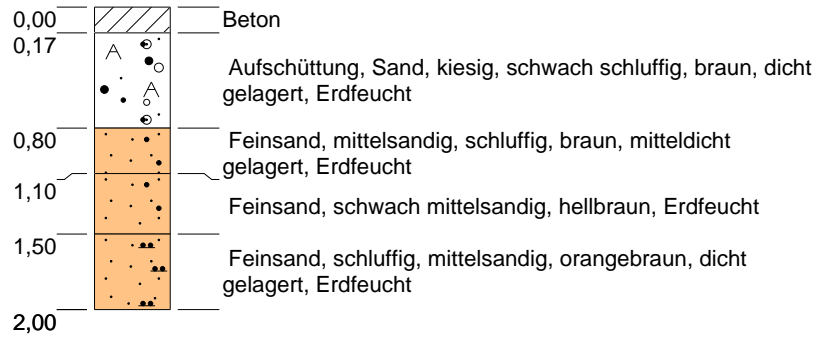 0,00 Beton
0,17
Aufschüttung, Sand, kiesig, schwach schluffig, braun, dicht
gelagert, Erdfeucht
0,80 Feinsand, mittelsandig, schluffig, braun, mitteldicht
gelagert, Erdfeucht
1,10
Feinsand, schwach mittelsandig, hellbraun, Erdfeucht
1,50
Feinsand, schluffig, mittelsandig, orangebraun, dicht
gelagert, Erdfeucht
2,00